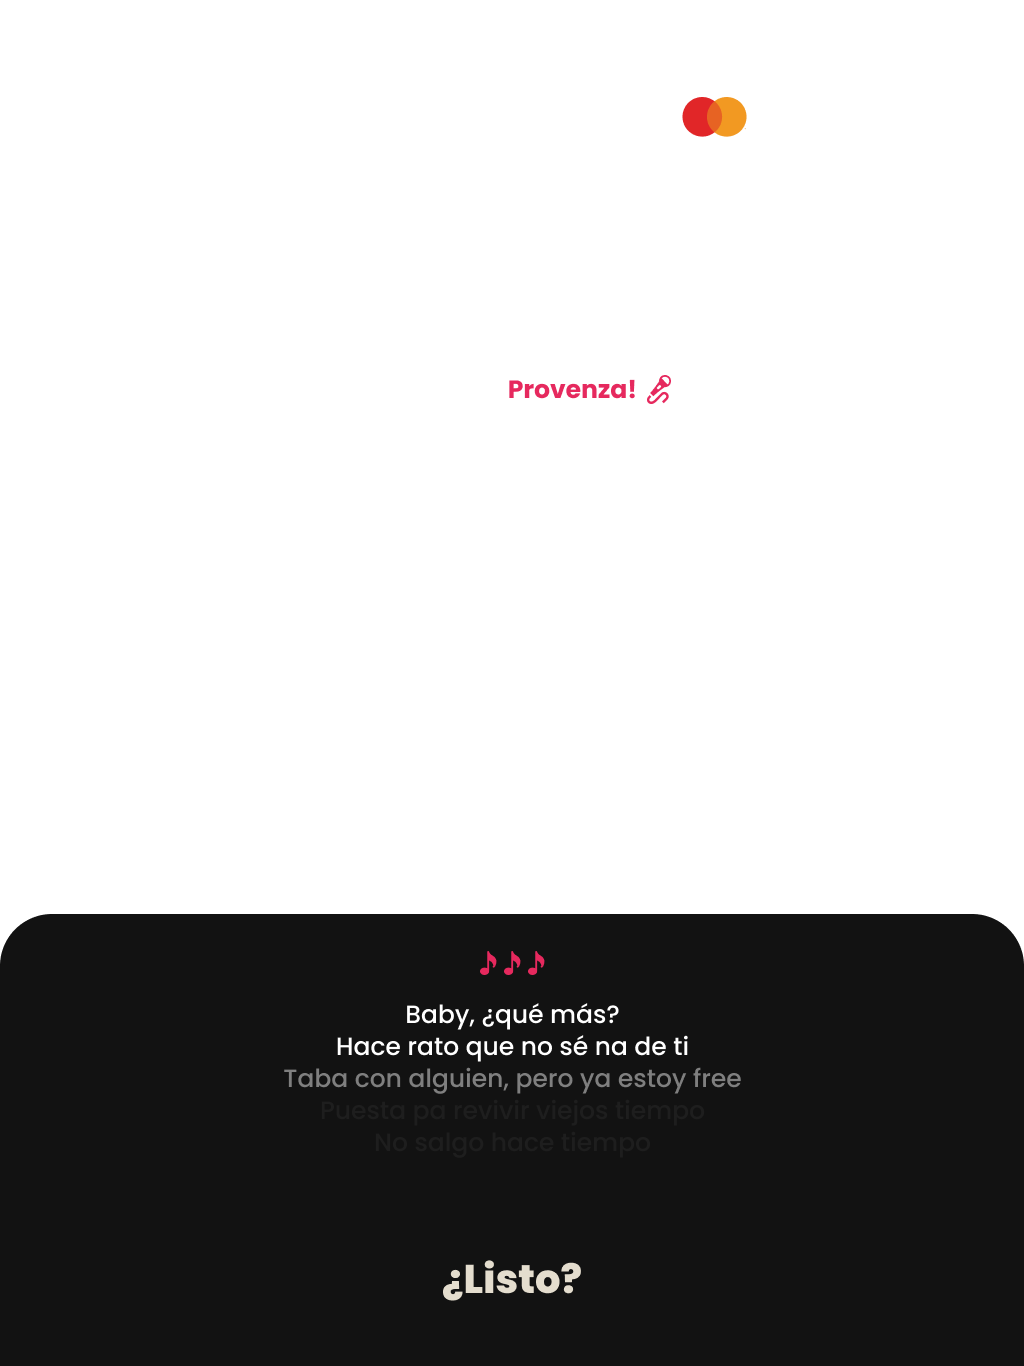 Provenza!
Baby, ¿qué más?
Hace rato que no sé na de ti
Taba con alguien, pero ya estoy free
Puesta pa revivir viejos tiempo
No salgo hace tiempo
¿Listo?